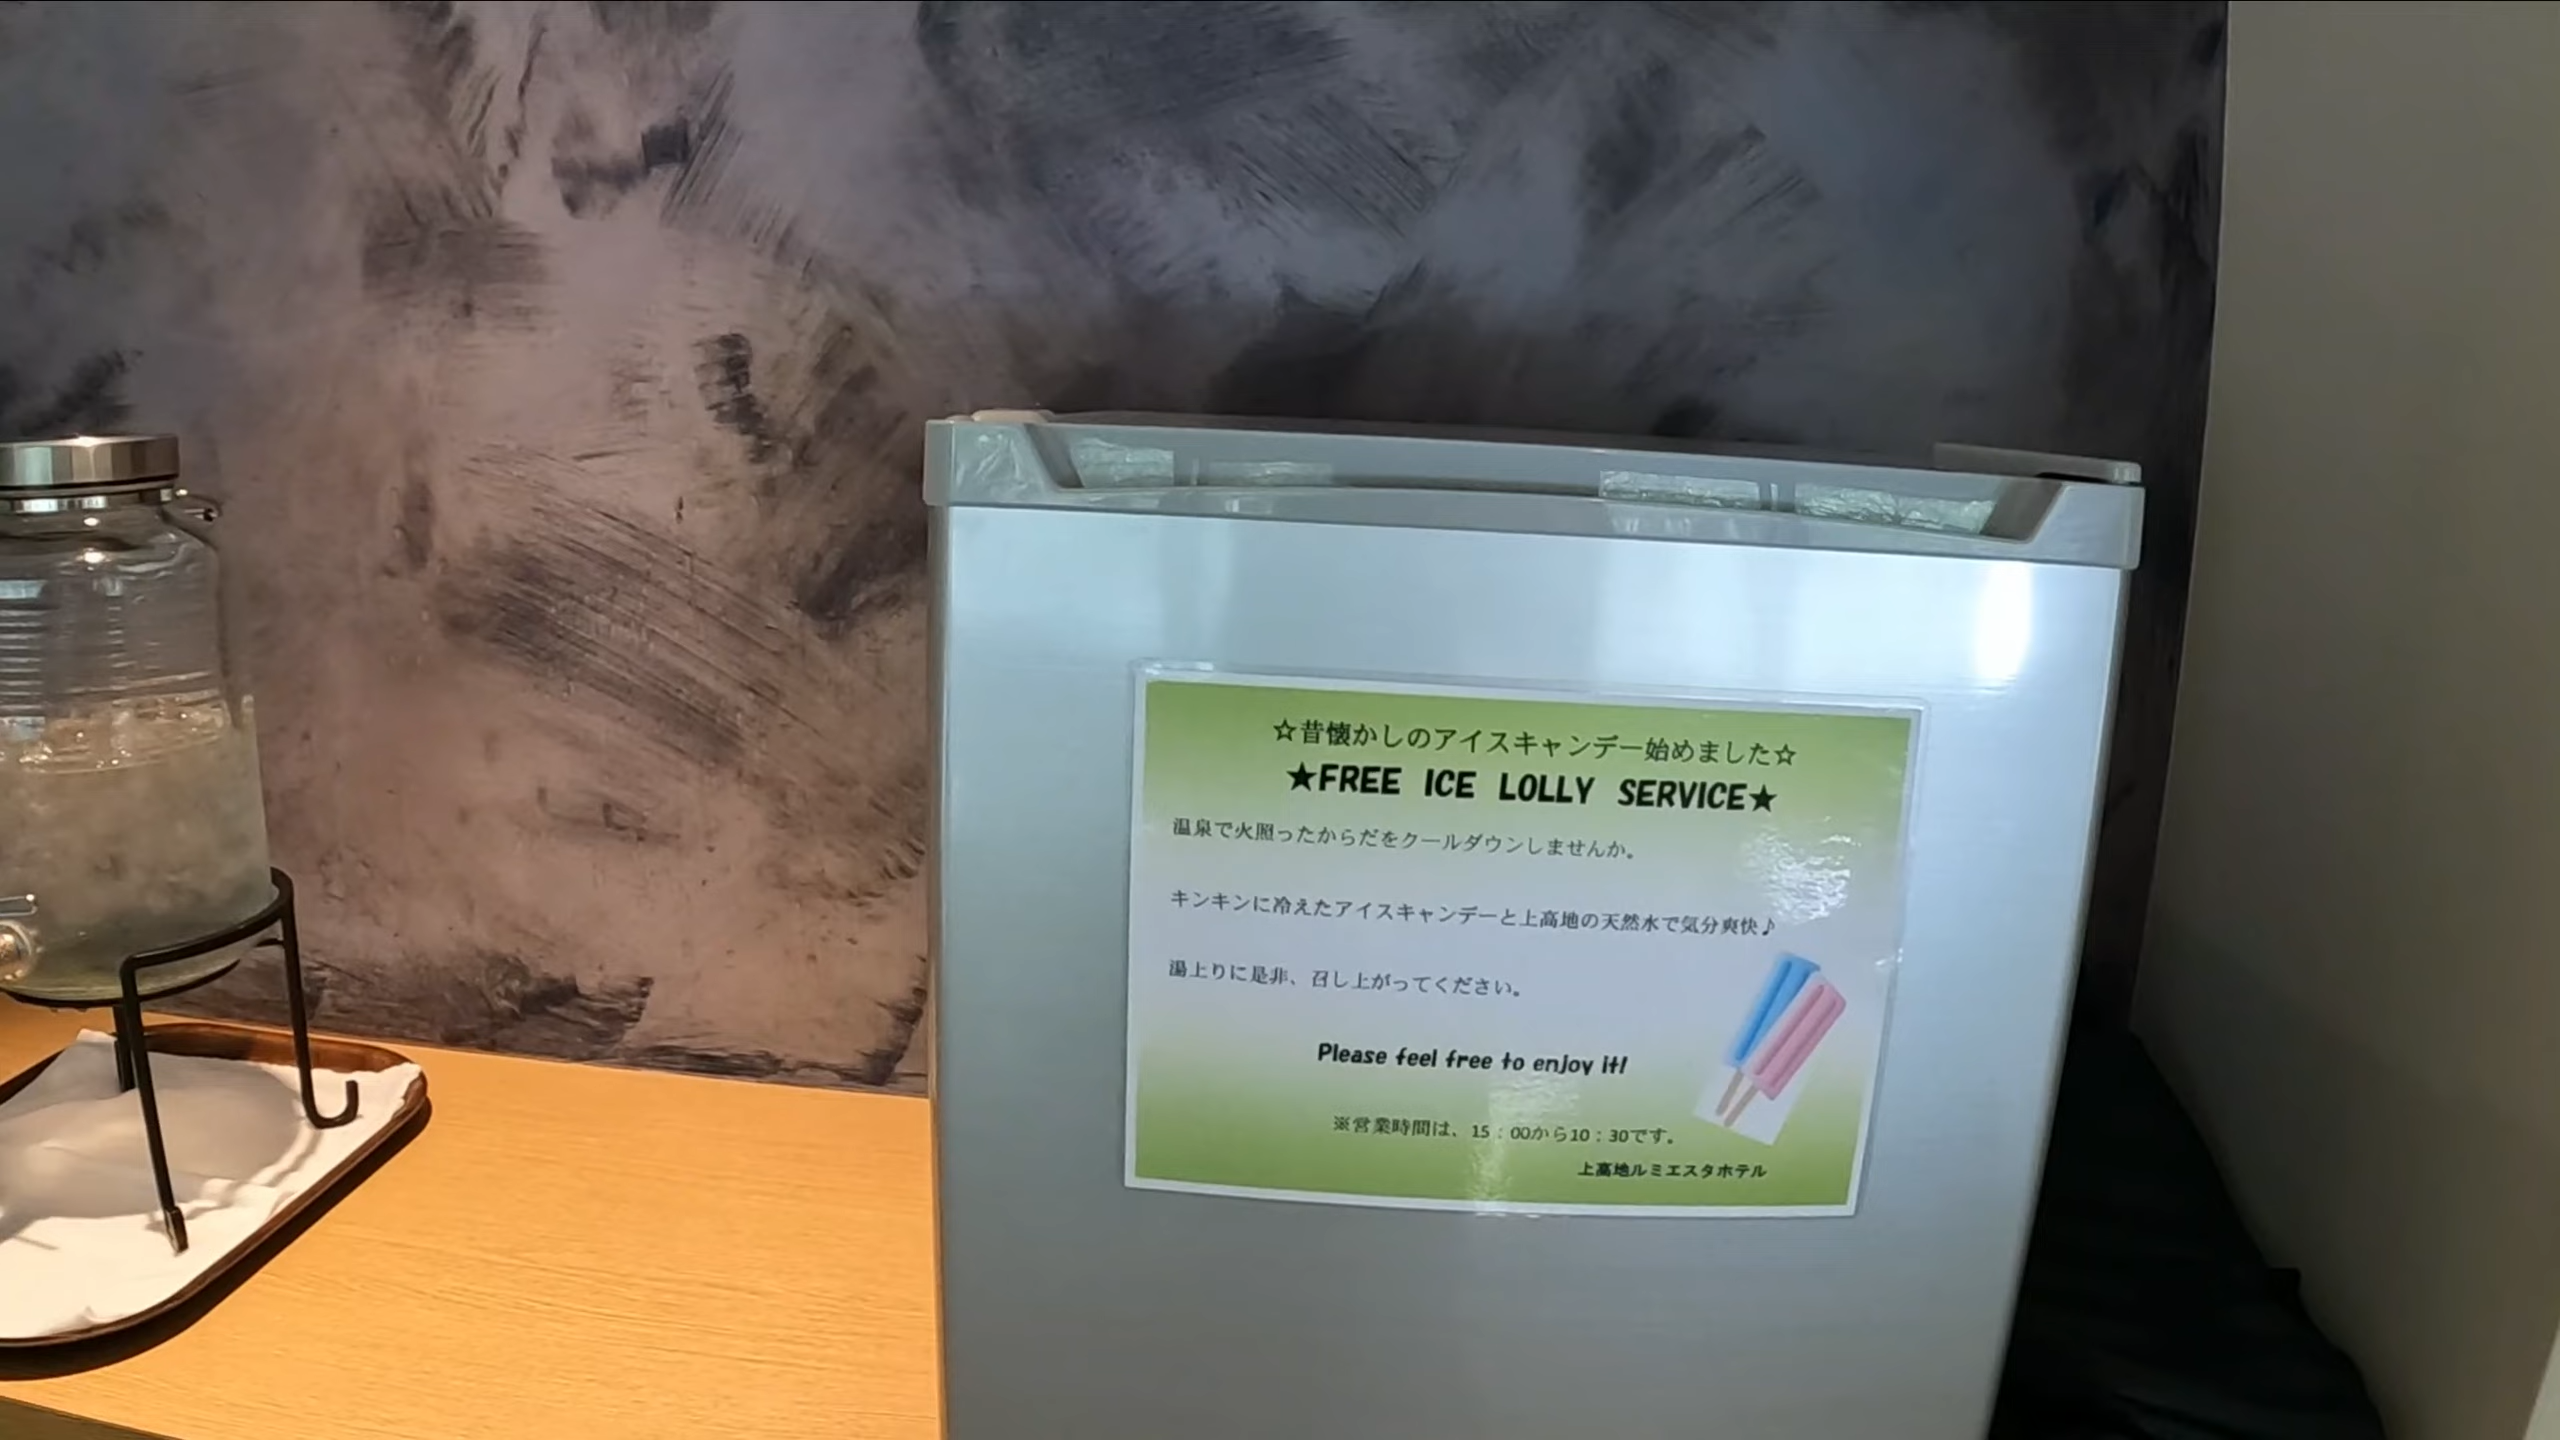 ☆昔懐かしのアイスキャンデー始めました☆
★FREE ICE LOLLY SERVICE★
温泉で火照ったからだをクールダウンしませんか。
キンキンに冷えたアイスキャンデーと上高地の天然水で気分爽快♪
湯上りに是非、召し上がってください。
Please feel free to enjoy it!
※営業時間は、15：00から10：30です。
上高地ルミエスタホテル